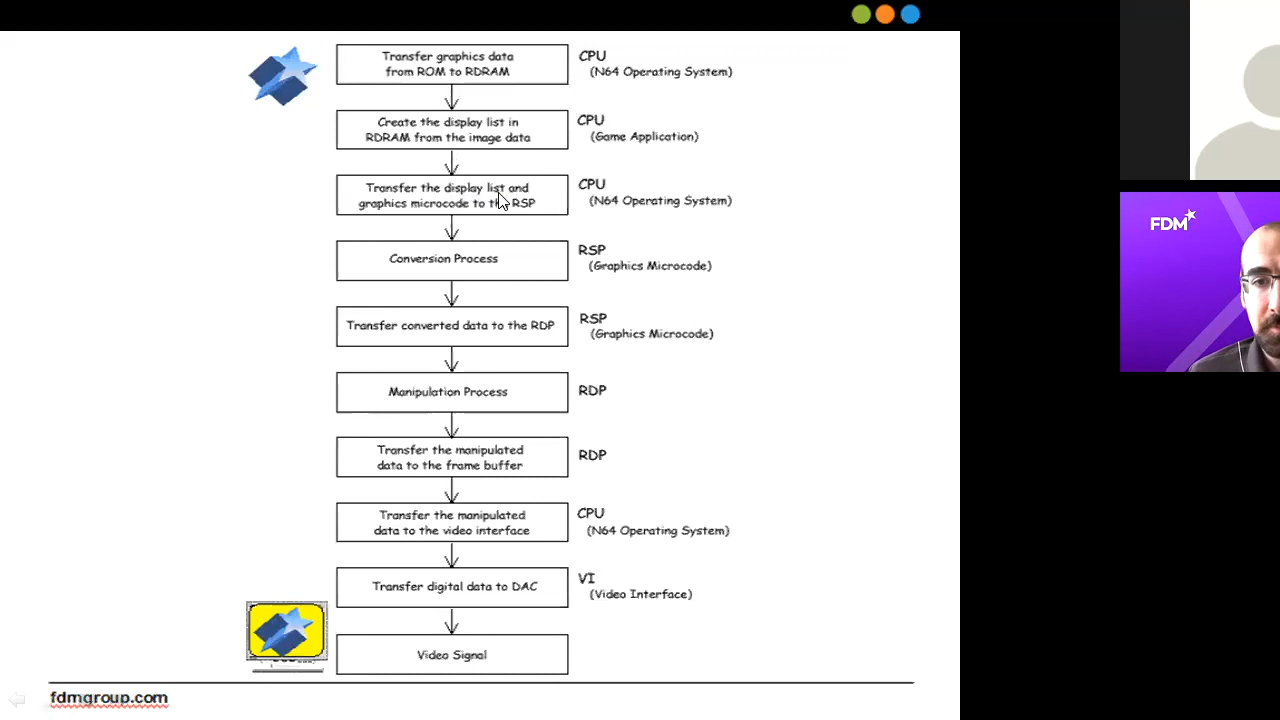 Transfer graphics data
from ROM to RDRAM
CPU
(N64 Operating System)
Create the display list in
RDRAM from the image data
CPU
(Game Application)
Transfer the display list and
graphics microcode to the RSP
CPU
(N64 Operating System)
Conversion Process
RSP
(Graphics Microcode)
Transfer converted data to the RDP
RSP
(Graphics Microcode)
Manipulation Process
RDP
Transfer the manipulated
data to the frame buffer
RDP
Transfer the manipulated
data to the video interface
CPU
(N64 Operating System)
Transfer digital data to DAC
VI
(Video Interface)
Video Signal
fdmgroup.com
FDM